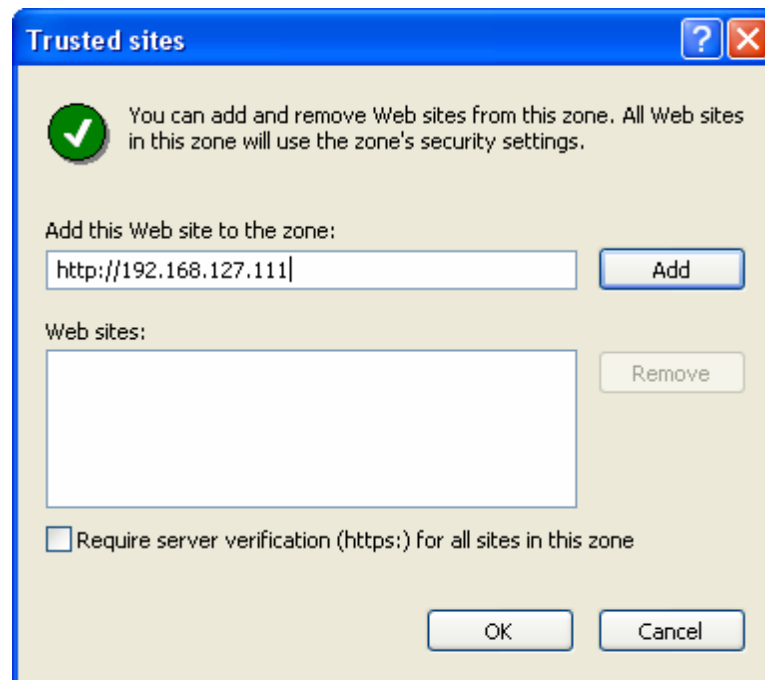 Trusted sites
You can add and remove Web sites from this zone. All Web sites
in this zone will use the zone's security settings.
Add this Web site to the zone:
http://192.168.127.111
Add
Web sites:
Remove
Require server verification (https:) for all sites in this zone
OK
Cancel